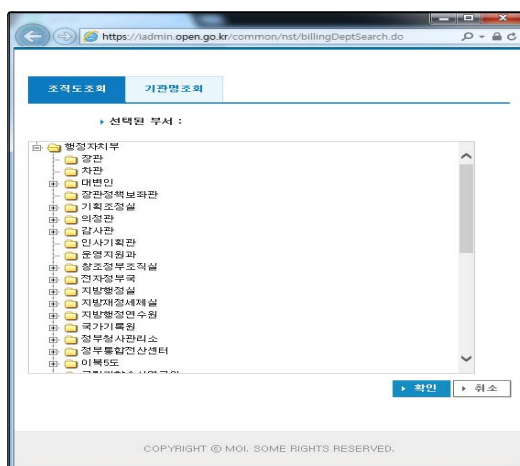 https://iadmin.open.go.kr/common/nst/billingDeptSearch.do
조직도조회 기관명조회
선택된 부서 :
행정자치부
장관
차관
대변인
장관정책보좌관
기획조정실
의정관
감사관
인사기획관
운영지원과
창조정부조직실
전자정부국
지방행정실
지방재정세제실
지방행정연수원
국가기록원
정부청사관리소
정부통합전산센터
이북5도
확인 취소
COPYRIGHT ⓒ MOI. SOME RIGHTS RESERVED.